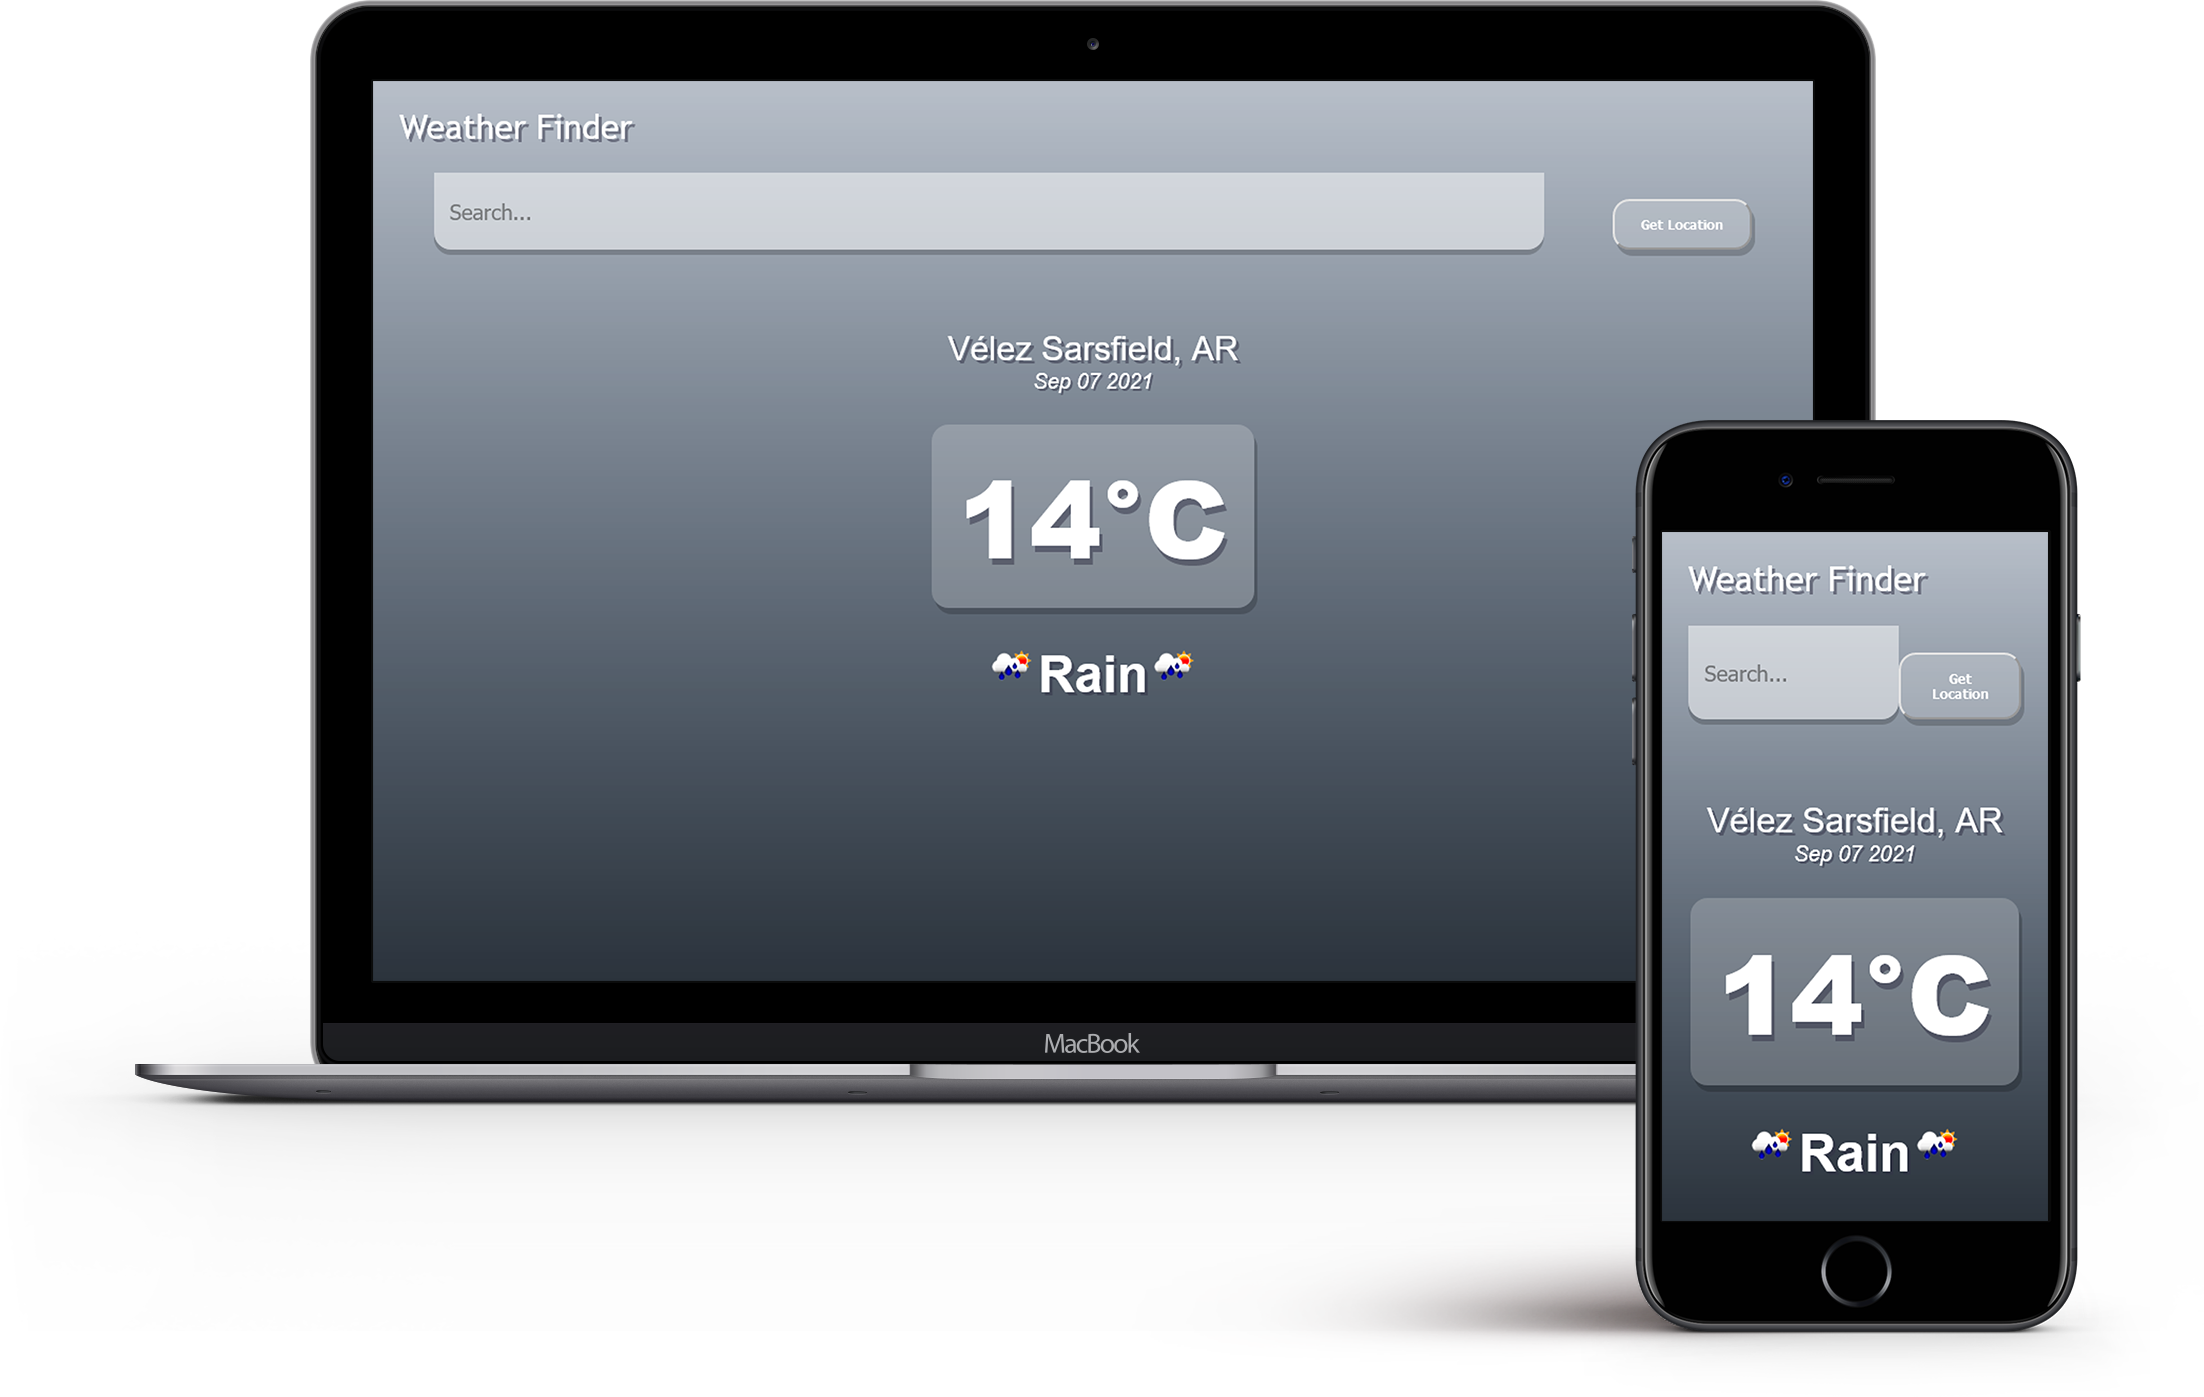 Weather Finder
Search...
Get Location
Vélez Sarsfield, AR
Sep 07 2021
14°C
Rain
MacBook
Weather Finder
Search...
Get
Location
Vélez Sarsfield, AR
Sep 07 2021
14°C
Rain